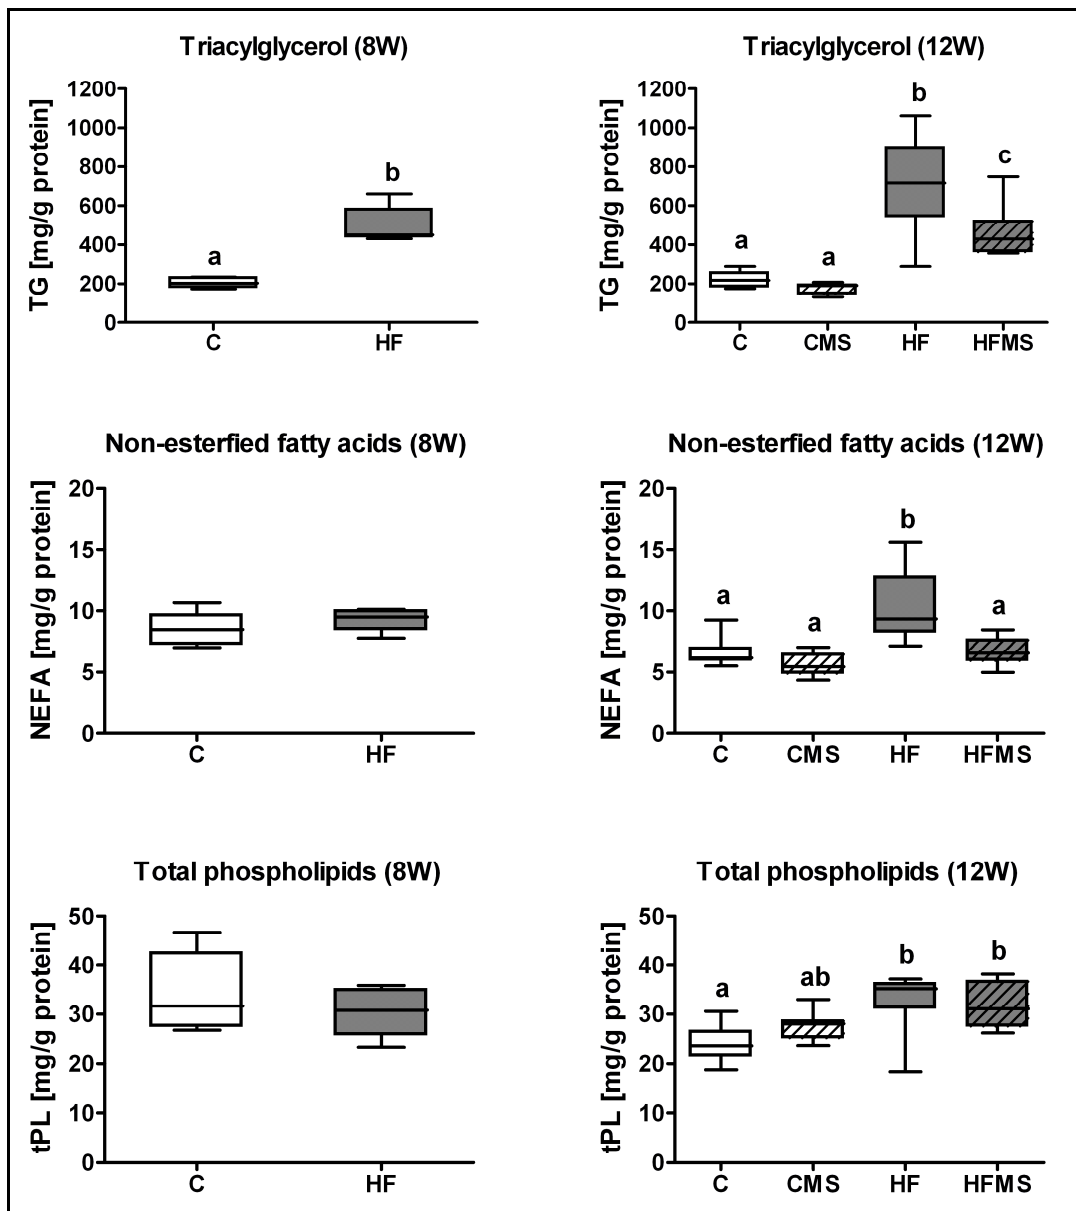 Triacylglycerol (8W)
TG [mg/g protein]
1200
1000
800
600
400
200
0
a
b
C
HF
Triacylglycerol (12W)
TG [mg/g protein]
1200
1000
800
600
400
200
0
a
a
b
c
C
CMS
HF
HFMS
Non-esterfied fatty acids (8W)
NEFA [mg/g protein]
20
15
10
5
0
C
HF
Non-esterfied fatty acids (12W)
NEFA [mg/g protein]
20
15
10
5
0
a
a
b
a
C
CMS
HF
HFMS
Total phospholipids (8W)
tPL [mg/g protein]
50
40
30
20
10
0
C
HF
Total phospholipids (12W)
tPL [mg/g protein]
50
40
30
20
10
0
a
ab
b
b
C
CMS
HF
HFMS